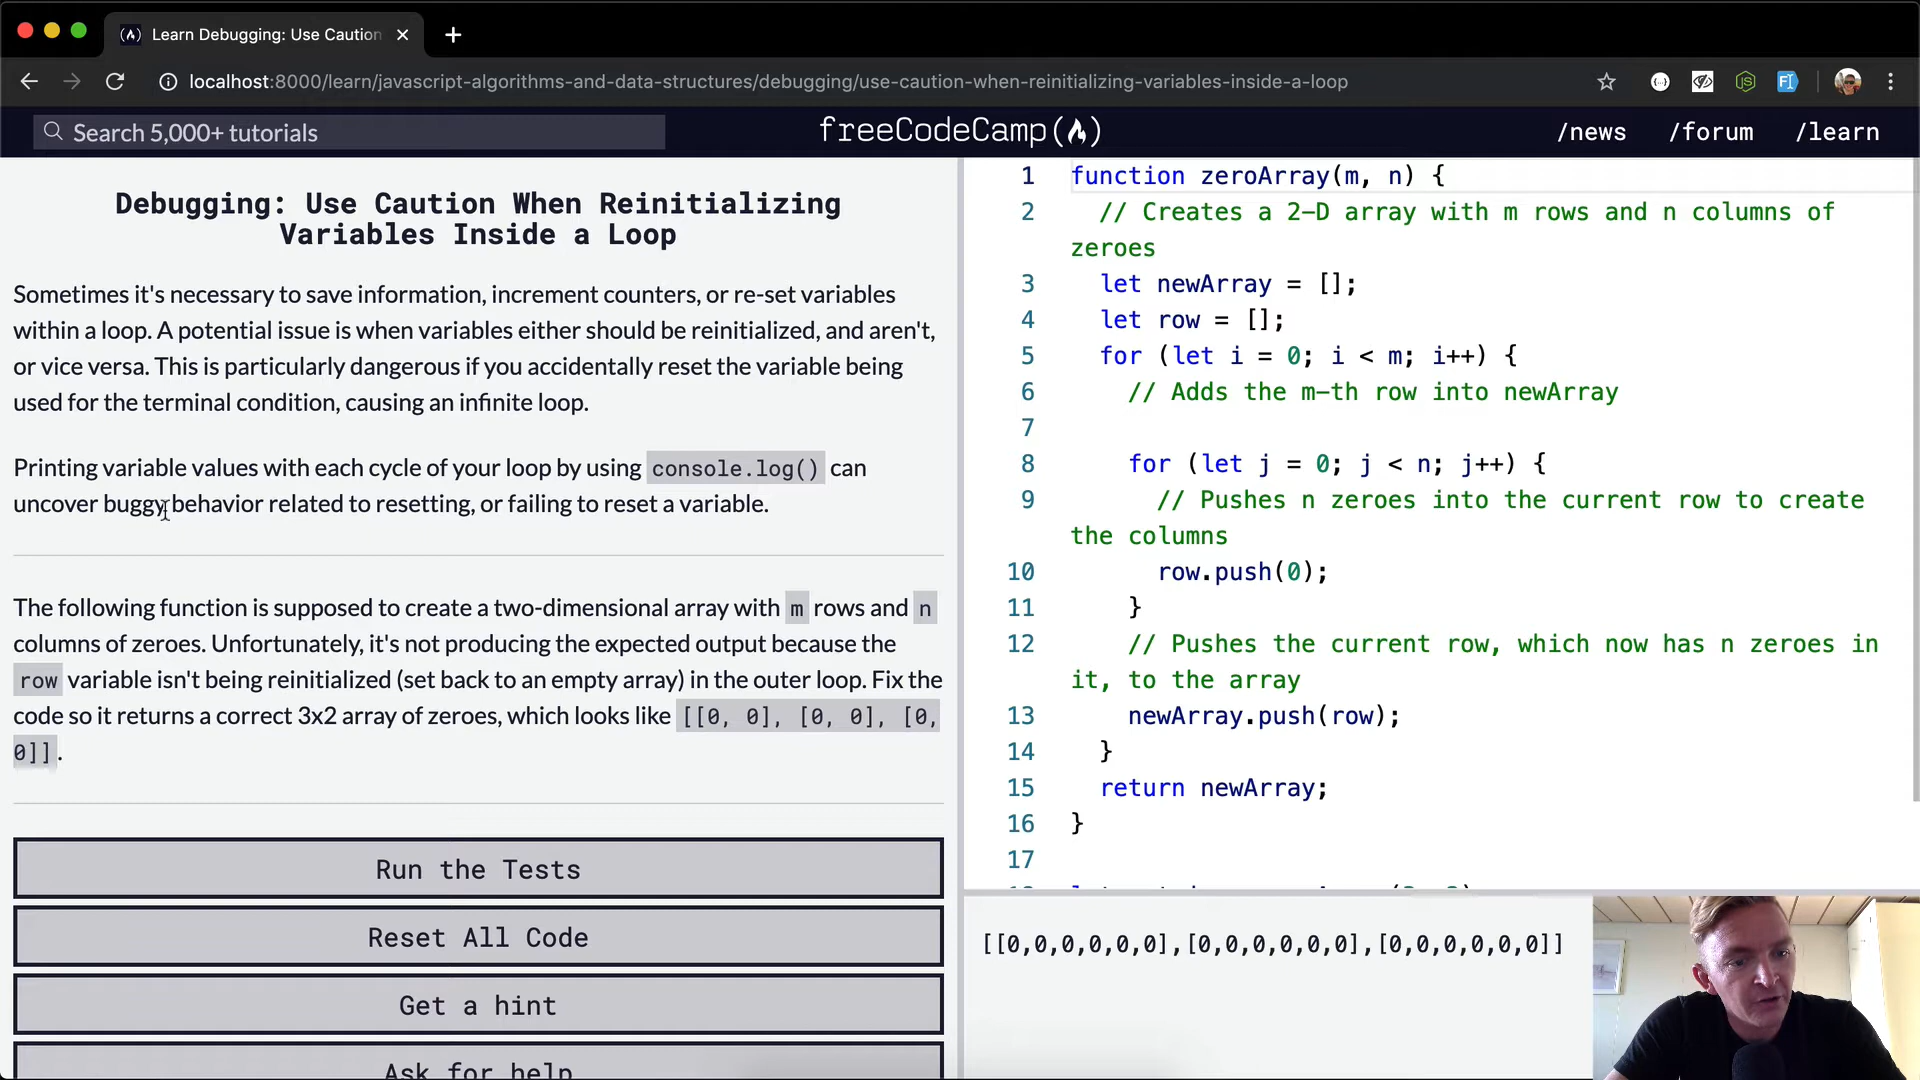 Learn Debugging: Use Caution
localhost:8000/learn/javascript-algorithms-and-data-structures/debugging/use-caution-when-reinitializing-variables-inside-a-loop
Search 5,000+ tutorials
freeCodeCamp(
)
/news
/forum
/learn
Debugging: Use Caution When Reinitializing
Variables Inside a Loop
Sometimes it's necessary to save information, increment counters, or re-set variables
within a loop. A potential issue is when variables either should be reinitialized, and aren't,
or vice versa. This is particularly dangerous if you accidentally reset the variable being
used for the terminal condition, causing an infinite loop.
Printing variable values with each cycle of your loop by using console.log() can
uncover buggy behavior related to resetting, or failing to reset a variable.
The following function is supposed to create a two-dimensional array with m rows and n
columns of zeroes. Unfortunately, it's not producing the expected output because the
row variable isn't being reinitialized (set back to an empty array) in the outer loop. Fix the
code so it returns a correct 3x2 array of zeroes, which looks like [[0, 0], [0, 0], [0,
0]].
Run the Tests
Reset All Code
Get a hint
Ask for help
1 function zeroArray(m, n) {
2 // Creates a 2-D array with m rows and n columns of
zeroes
3 let newArray = [];
4 let row = [];
5 for (let i = 0; i < m; i++) {
6 // Adds the m-th row into newArray
7
8 for (let j = 0; j < n; j++) {
9 // Pushes n zeroes into the current row to create
the columns
10 row.push(0);
11 }
12 // Pushes the current row, which now has n zeroes in
it, to the array
13 newArray.push(row);
14 }
15 return newArray;
16 }
17
[[0,0,0,0,0,0],[0,0,0,0,0,0],[0,0,0,0,0,0]]